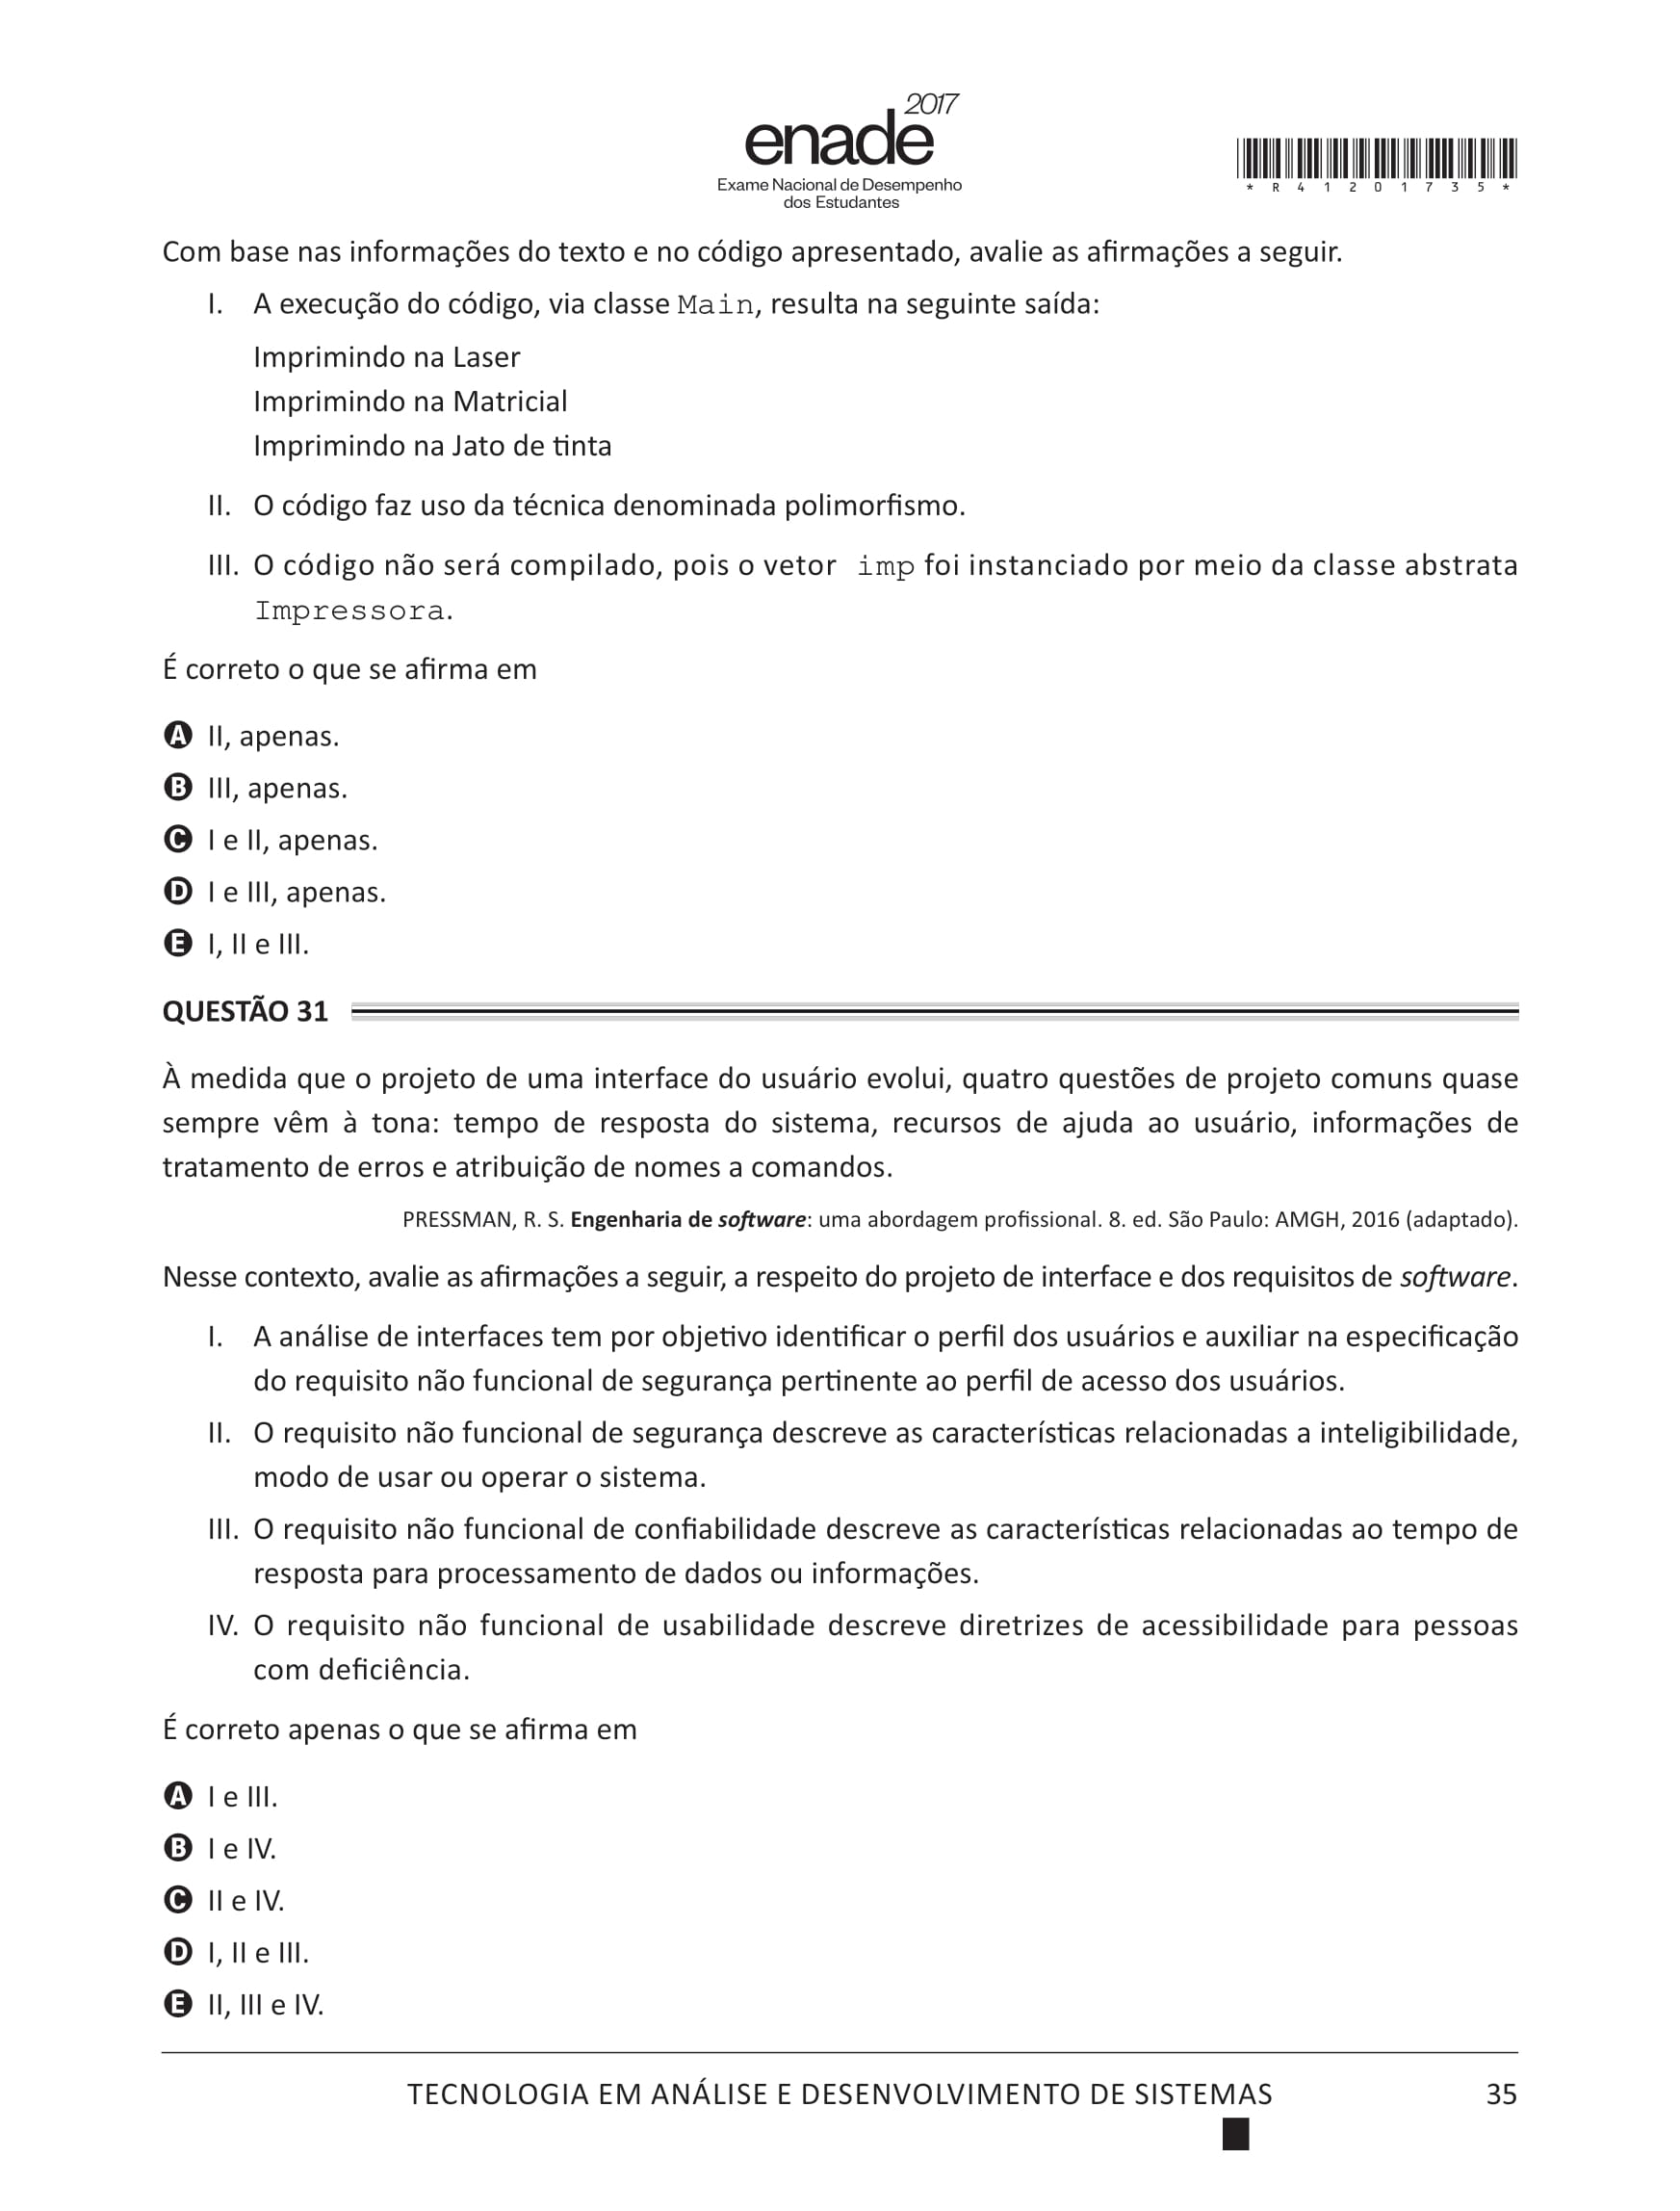 2017
enade
Exame Nacional de Desempenho
dos Estudantes
* R 4 1 2 0 1 7 3 5 *
Com base nas informações do texto e no código apresentado, avalie as afirmações a seguir.
I. A execução do código, via classe Main, resulta na seguinte saída:
Imprimindo na Laser
Imprimindo na Matricial
Imprimindo na Jato de tinta
II. O código faz uso da técnica denominada polimorfismo.
III. O código não será compilado, pois o vetor imp foi instanciado por meio da classe abstrata
Impressora.
É correto o que se afirma em
A II, apenas.
B III, apenas.
C I e II, apenas.
D I e III, apenas.
E I, II e III.
QUESTÃO 31
À medida que o projeto de uma interface do usuário evolui, quatro questões de projeto comuns quase
sempre vêm à tona: tempo de resposta do sistema, recursos de ajuda ao usuário, informações de
tratamento de erros e atribuição de nomes a comandos.
PRESSMAN, R. S. Engenharia de software: uma abordagem profissional. 8. ed. São Paulo: AMGH, 2016 (adaptado).
Nesse contexto, avalie as afirmações a seguir, a respeito do projeto de interface e dos requisitos de software.
I. A análise de interfaces tem por objetivo identificar o perfil dos usuários e auxiliar na especificação
do requisito não funcional de segurança pertinente ao perfil de acesso dos usuários.
II. O requisito não funcional de segurança descreve as características relacionadas a inteligibilidade,
modo de usar ou operar o sistema.
III. O requisito não funcional de confiabilidade descreve as características relacionadas ao tempo de
resposta para processamento de dados ou informações.
IV. O requisito não funcional de usabilidade descreve diretrizes de acessibilidade para pessoas
com deficiência.
É correto apenas o que se afirma em
A I e III.
B I e IV.
C II e IV.
D I, II e III.
E II, III e IV.
TECNOLOGIA EM ANÁLISE E DESENVOLVIMENTO DE SISTEMAS 35